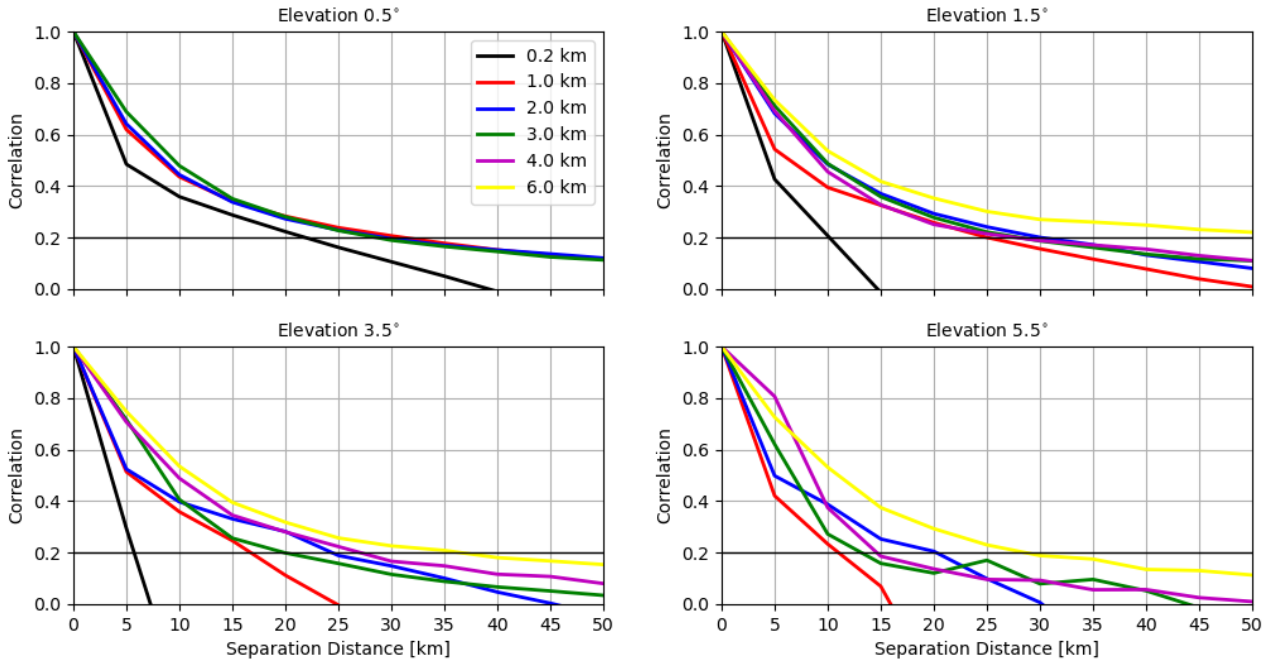 Elevation 0.5°
Correlation
1.0
0.8
0.6
0.4
0.2
0.0
0.2 km
1.0 km
2.0 km
3.0 km
4.0 km
6.0 km
Elevation 1.5°
Correlation
1.0
0.8
0.6
0.4
0.2
0.0
Elevation 3.5°
Correlation
1.0
0.8
0.6
0.4
0.2
0.0
0 5 10 15 20 25 30 35 40 45 50
Separation Distance [km]
Elevation 5.5°
Correlation
1.0
0.8
0.6
0.4
0.2
0.0
0 5 10 15 20 25 30 35 40 45 50
Separation Distance [km]